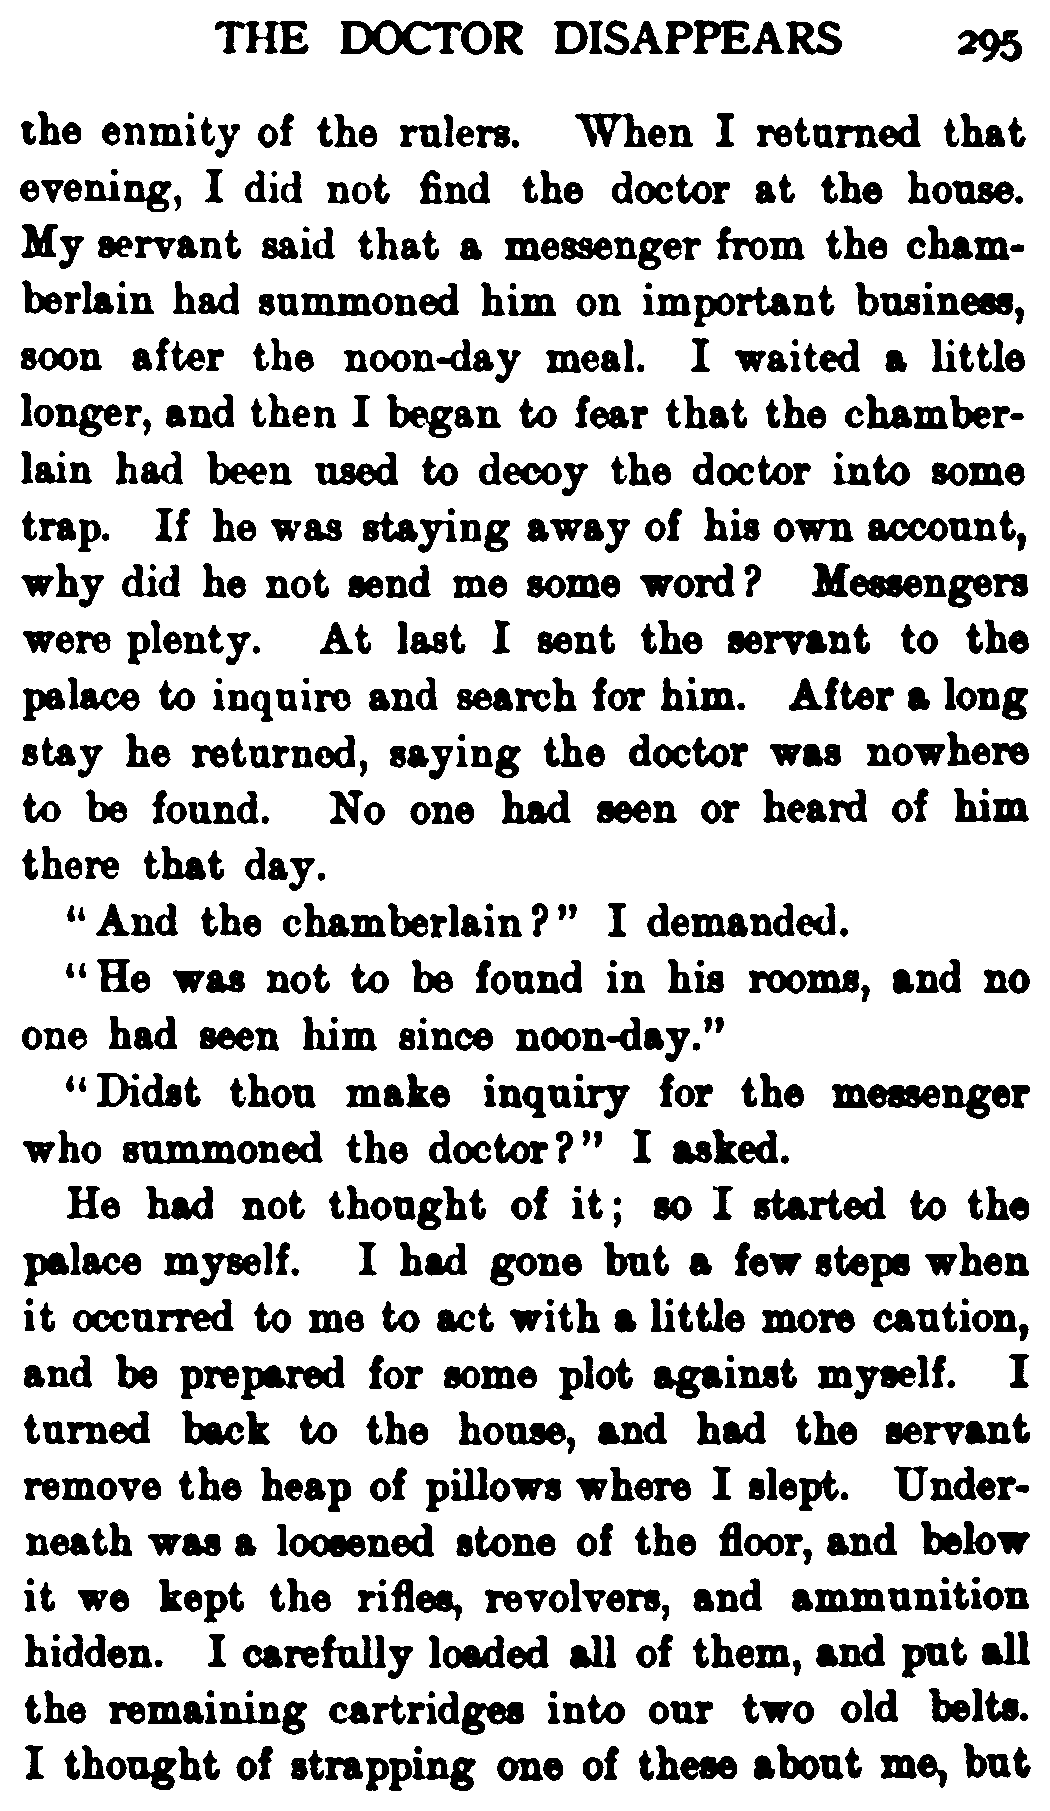 THE DOCTOR DISAPPEARS 295
the enmity of the rulers. When I returned that
evening, I did not find the doctor at the house.
My servant said that a messenger from the cham-
berlain had summoned him on important business,
soon after the noon-day meal. I waited a little
longer, and then I began to fear that the chamber-
lain had been used to decoy the doctor into some
trap. If he was staying away of his own account,
why did he not send me some word? Messengers
were plenty. At last I sent the servant to the
palace to inquire and search for him. After a long
stay he returned, saying the doctor was nowhere
to be found. No one had seen or heard of him
there that day.
"And the chamberlain?" I demanded.
"He was not to be found in his rooms, and no
one had seen him since noon-day."
"Didst thou make inquiry for the messenger
who summoned the doctor?" I asked.
He had not thought of it; so I started to the
palace myself. I had gone but a few steps when
it occurred to me to act with a little more caution,
and be prepared for some plot against myself. I
turned back to the house, and had the servant
remove the heap of pillows where I slept. Under-
neath was a loosened stone of the floor, and below
it we kept the rifles, revolvers, and ammunition
hidden. I carefully loaded all of them, and put all
the remaining cartridges into our two old belts.
I thought of strapping one of these about me, but